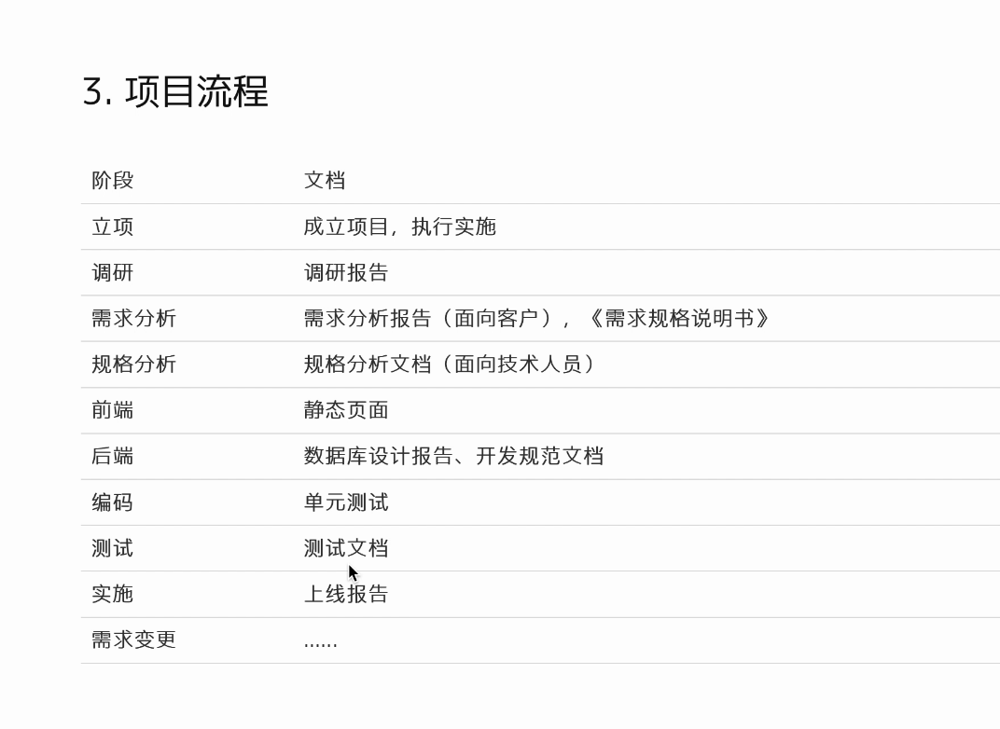 3. 项目流程
阶段 文档
立项 成立项目，执行实施
调研 调研报告
需求分析 需求分析报告（面向客户），《需求规格说明书》
规格分析 规格分析文档（面向技术人员）
前端 静态页面
后端 数据库设计报告、开发规范文档
编码 单元测试
测试 测试文档
实施 上线报告
需求变更 ......